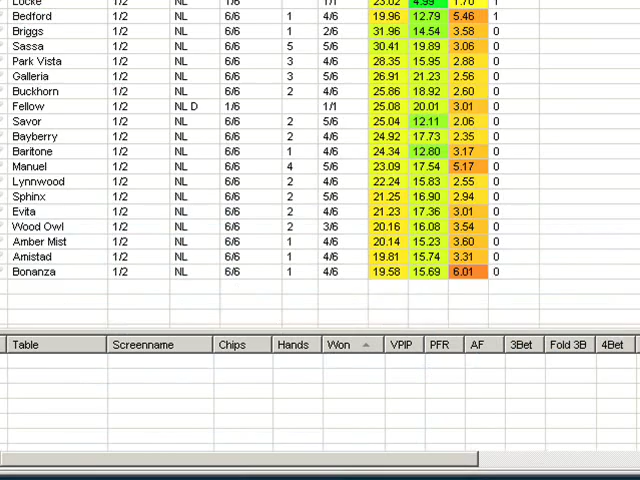 Locke 1/2 NL 1/6 1/1 23.02 4.99 1.70 1
Bedford 1/2 NL 6/6 1 4/6 19.96 12.79 5.46 1
Briggs 1/2 NL 6/6 1 2/6 31.96 14.54 3.58 0
Sassa 1/2 NL 6/6 5 5/6 30.41 19.89 3.06 0
Park Vista 1/2 NL 6/6 3 4/6 28.35 15.95 2.88 0
Galleria 1/2 NL 6/6 3 5/6 26.91 21.23 2.56 0
Buckhorn 1/2 NL 6/6 2 4/6 25.86 18.92 2.60 0
Fellow 1/2 NL D 1/6 1/1 25.08 20.01 3.01 0
Savor 1/2 NL 6/6 2 5/6 25.04 12.11 2.06 0
Bayberry 1/2 NL 6/6 2 4/6 24.92 17.73 2.35 0
Baritone 1/2 NL 6/6 1 4/6 24.34 12.80 3.17 0
Manuel 1/2 NL 6/6 4 5/6 23.09 17.54 5.17 0
Lynnwood 1/2 NL 6/6 2 4/6 22.24 15.83 2.55 0
Sphinx 1/2 NL 6/6 2 5/6 21.25 16.90 2.94 0
Evita 1/2 NL 6/6 2 4/6 21.23 17.36 3.01 0
Wood Owl 1/2 NL 6/6 2 3/6 20.16 16.08 3.54 0
Amber Mist 1/2 NL 6/6 1 4/6 20.14 15.23 3.60 0
Amistad 1/2 NL 6/6 1 4/6 19.81 15.74 3.31 0
Bonanza 1/2 NL 6/6 1 4/6 19.58 15.69 6.01 0
Table Screenname Chips Hands Won VPIP PFR AF 3Bet Fold 3B 4Bet